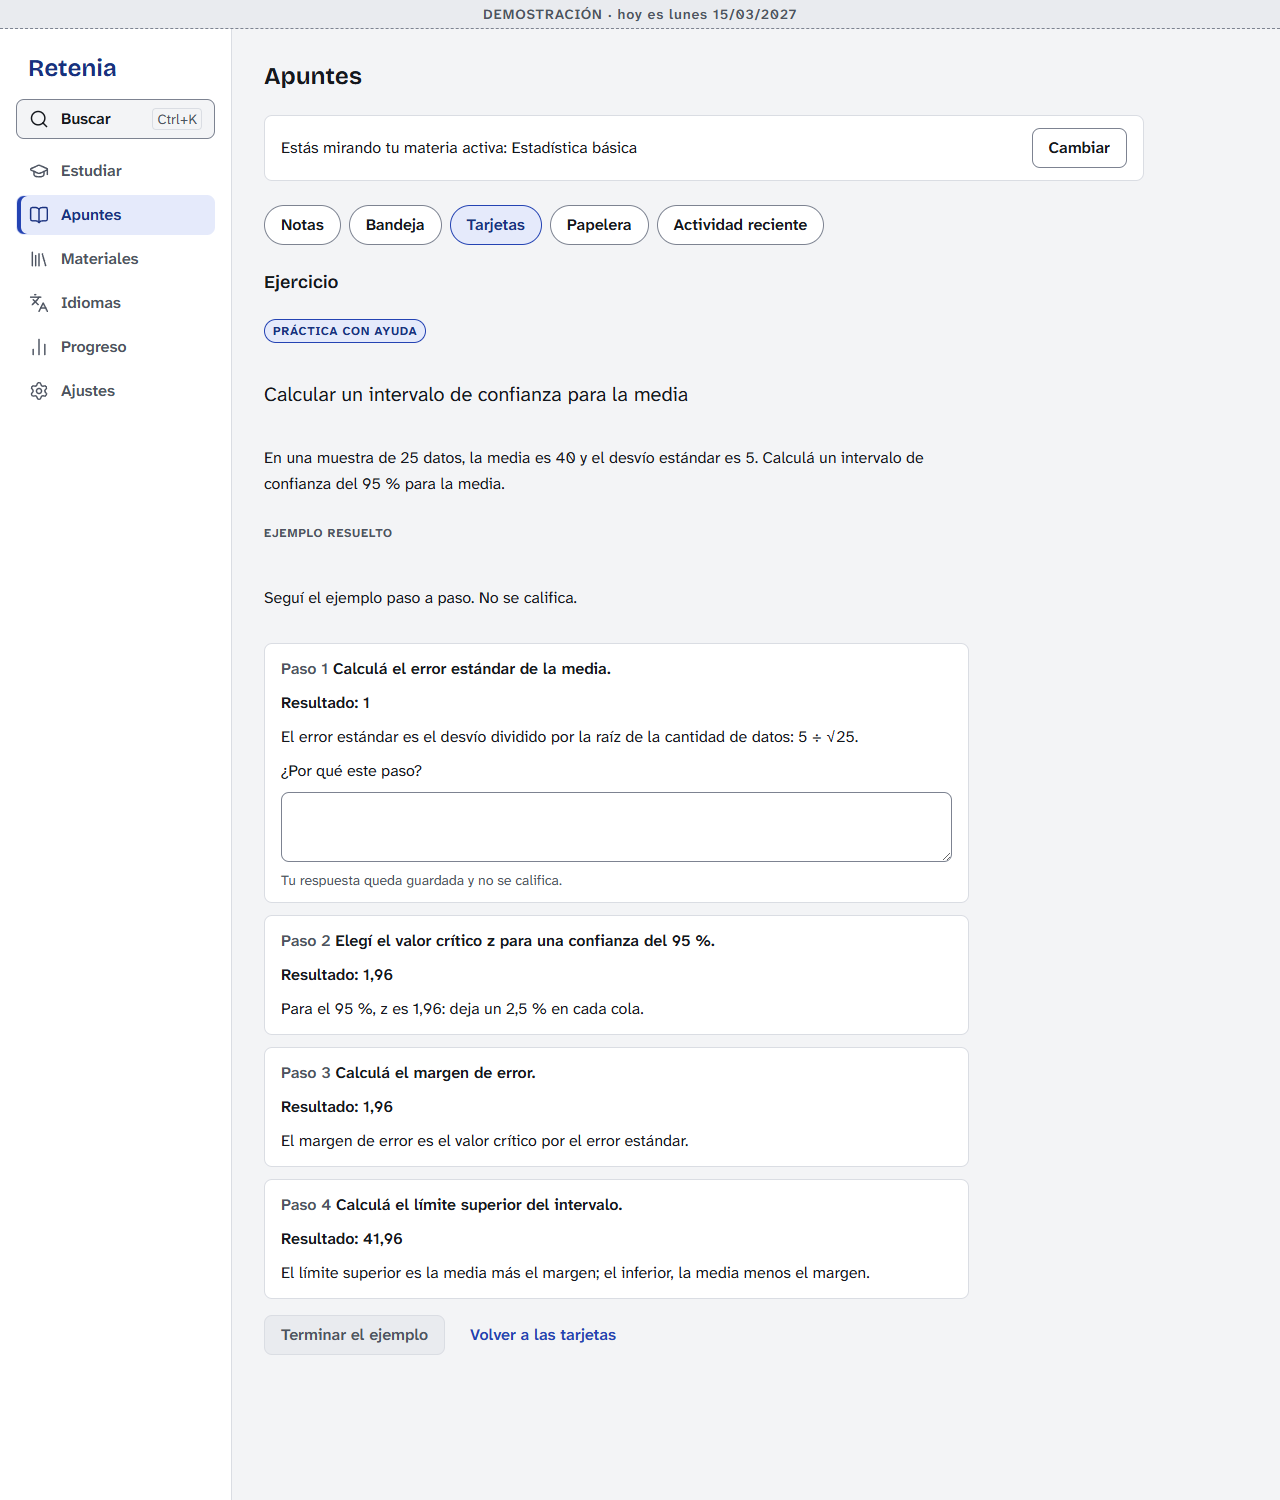 DEMOSTRACIÓN · hoy es lunes 15/03/2027
Retenia
Buscar Ctrl+K
Estudiar
Apuntes
Materiales
Idiomas
Progreso
Ajustes
Apuntes
Estás mirando tu materia activa: Estadística básica
Cambiar
Notas Bandeja Tarjetas Papelera Actividad reciente
Ejercicio
PRÁCTICA CON AYUDA
Calcular un intervalo de confianza para la media
En una muestra de 25 datos, la media es 40 y el desvío estándar es 5. Calculá un intervalo de
confianza del 95 % para la media.
EJEMPLO RESUELTO
Seguí el ejemplo paso a paso. No se califica.
Paso 1 Calculá el error estándar de la media.
Resultado: 1
El error estándar es el desvío dividido por la raíz de la cantidad de datos: 5 ÷ √25.
¿Por qué este paso?
Tu respuesta queda guardada y no se califica.
Paso 2 Elegí el valor crítico z para una confianza del 95 %.
Resultado: 1,96
Para el 95 %, z es 1,96: deja un 2,5 % en cada cola.
Paso 3 Calculá el margen de error.
Resultado: 1,96
El margen de error es el valor crítico por el error estándar.
Paso 4 Calculá el límite superior del intervalo.
Resultado: 41,96
El límite superior es la media más el margen; el inferior, la media menos el margen.
Terminar el ejemplo Volver a las tarjetas